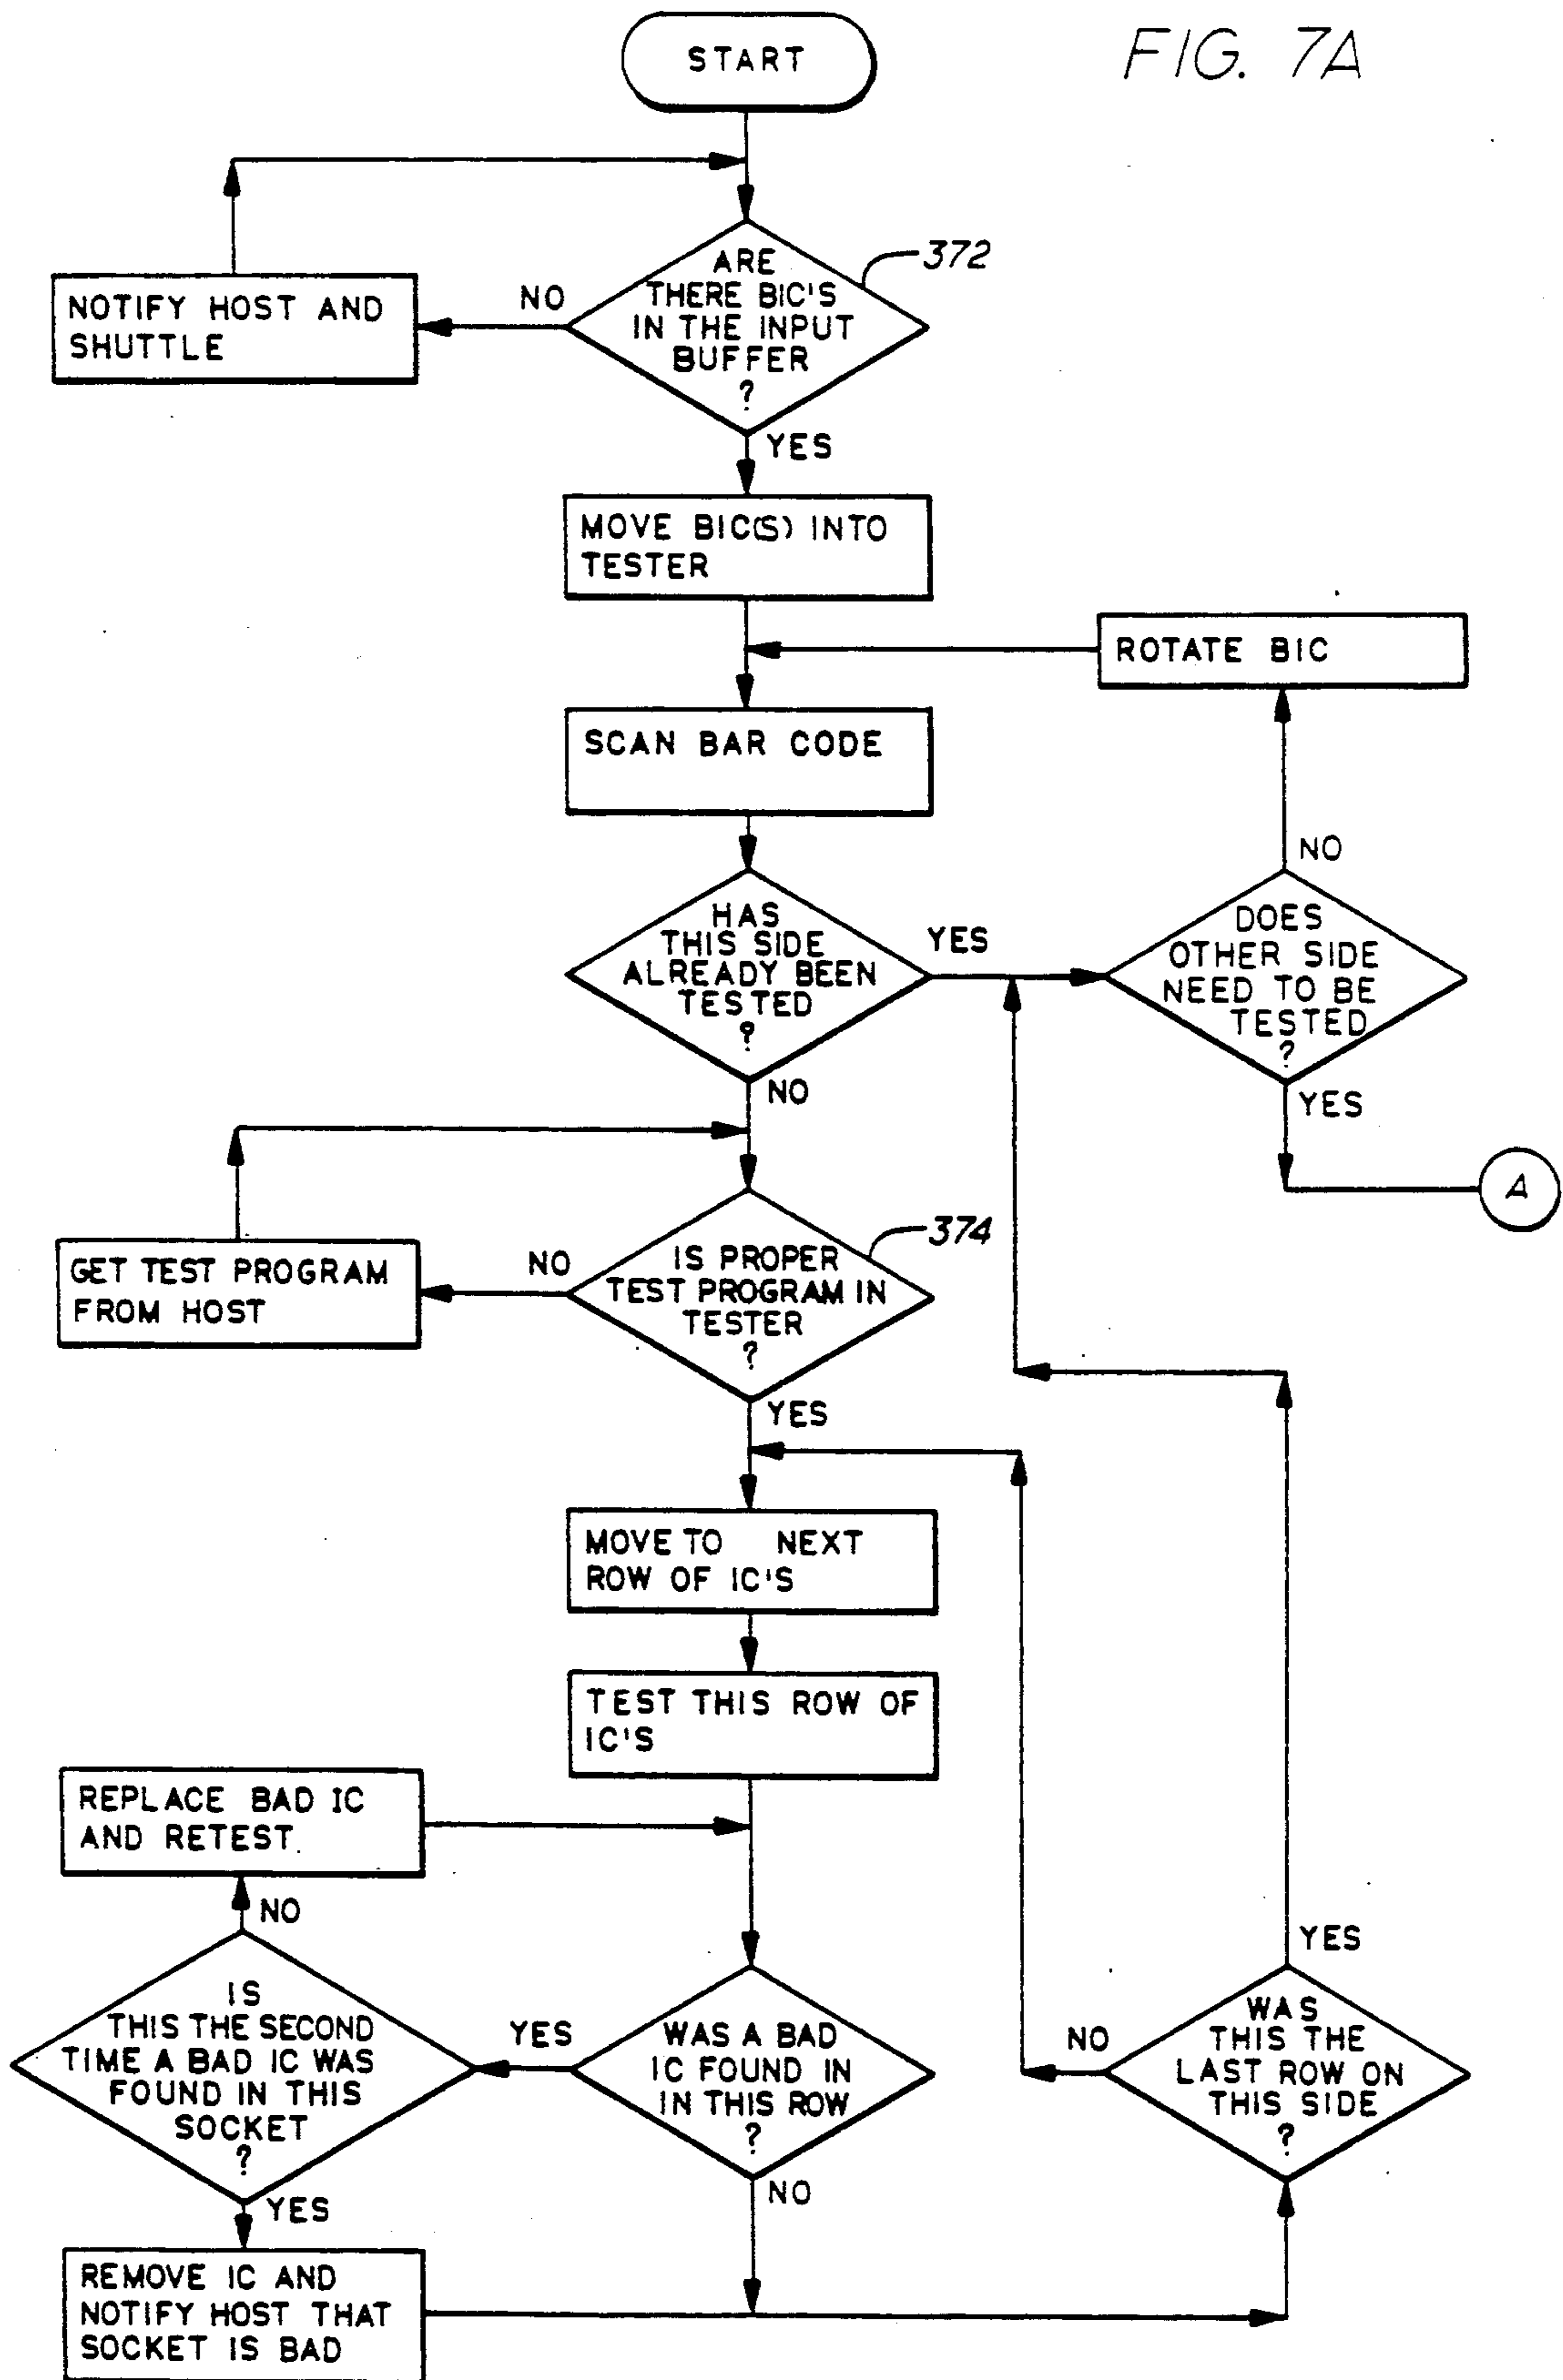 START
FIG. 7A
372
ARE
THERE BIC'S
IN THE INPUT
BUFFER
?
NO
NOTIFY HOST AND
SHUTTLE
YES
MOVE BIC(S) INTO
TESTER
ROTATE BIC
SCAN BAR CODE
NO
HAS
THIS SIDE
ALREADY BEEN
TESTED
?
YES
DOES
OTHER SIDE
NEED TO BE
TESTED
?
NO
YES
A
374
IS PROPER
TEST PROGRAM IN
TESTER
?
NO
GET TEST PROGRAM
FROM HOST
YES
MOVE TO NEXT
ROW OF IC'S
TEST THIS ROW OF
IC'S
REPLACE BAD IC
AND RETEST.
NO
IS
THIS THE SECOND
TIME A BAD IC WAS
FOUND IN THIS
SOCKET
?
YES
WAS A BAD
IC FOUND IN
IN THIS ROW
?
NO
YES
WAS
THIS THE
LAST ROW ON
THIS SIDE
?
NO
YES
REMOVE IC AND
NOTIFY HOST THAT
SOCKET IS BAD